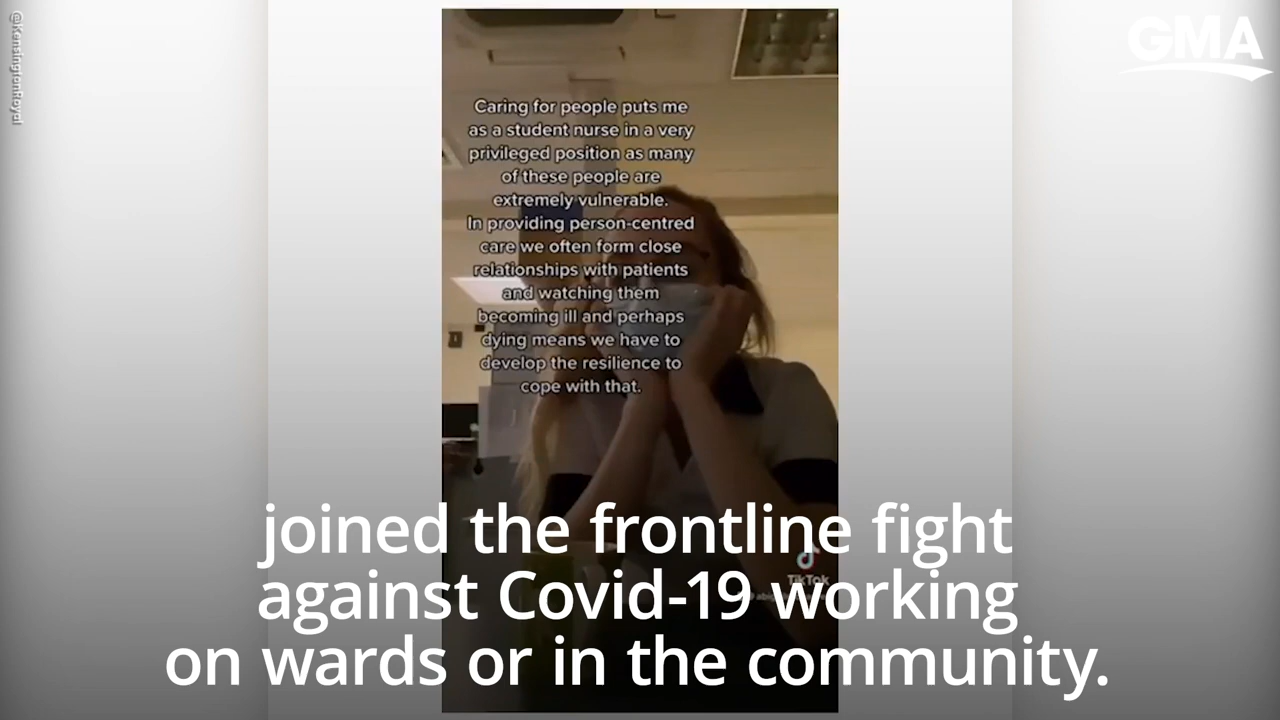 @KensingtonRoyal
GMA
Caring for people puts me
as a student nurse in a very
privileged position as many
of these people are
extremely vulnerable.
In providing person-centred
care we often form close
relationships with patients
and watching them
becoming ill and perhaps
dying means we have to
develop the resilience to
cope with that.
joined the frontline fight
against Covid-19 working
on wards or in the community.
TikTok